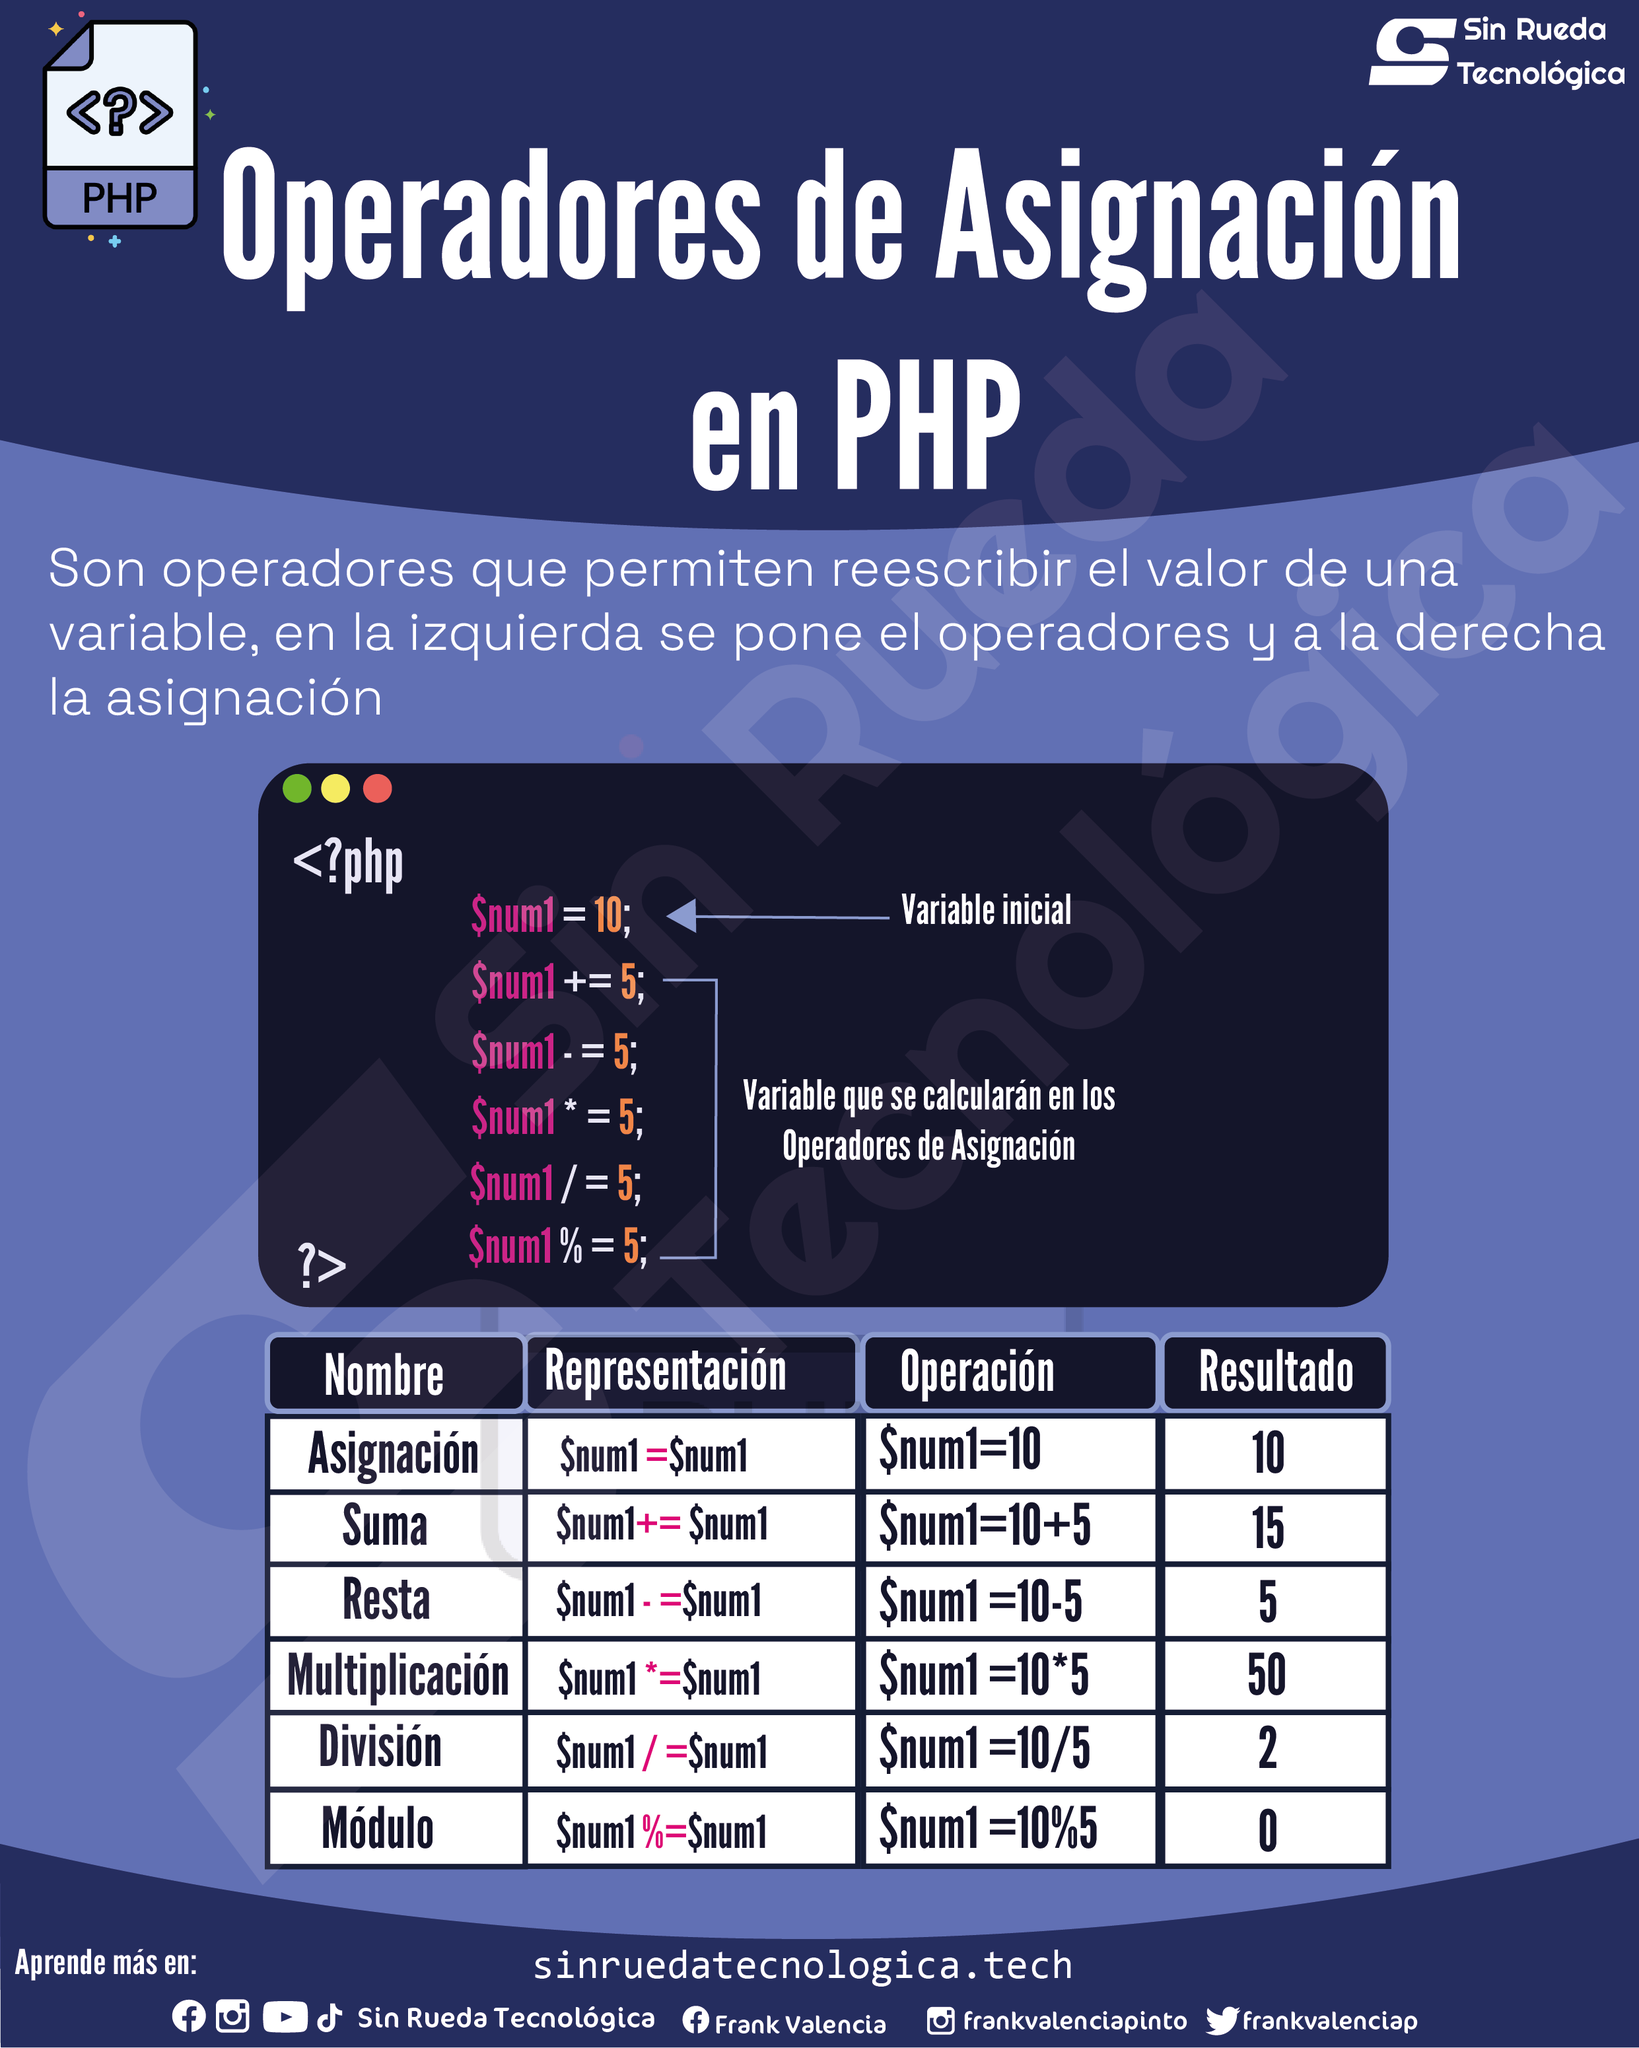 <?>
PHP
Sin Rueda
Tecnológica
Operadores de Asignación
en PHP
Son operadores que permiten reescribir el valor de una
variable, en la izquierda se pone el operadores y a la derecha
la asignación
<?php
$num1 = 10;
Variable inicial
$num1 += 5;
$num1 - = 5;
$num1 * = 5;
$num1 / = 5;
$num1 % = 5;
Variable que se calcularán en los
Operadores de Asignación
?>
Nombre Representación Operación Resultado
Asignación $num1 =$num1 $num1=10 10
Suma $num1+= $num1 $num1=10+5 15
Resta $num1 - =$num1 $num1 =10-5 5
Multiplicación $num1 *=$num1 $num1 =10*5 50
División $num1 / =$num1 $num1 =10/5 2
Módulo $num1 %=$num1 $num1 =10%5 0
Sin Rueda
Tecnológica
Aprende más en:
sinruedatecnologica.tech
Sin Rueda Tecnológica Frank Valencia frankvalenciapinto frankvalenciap